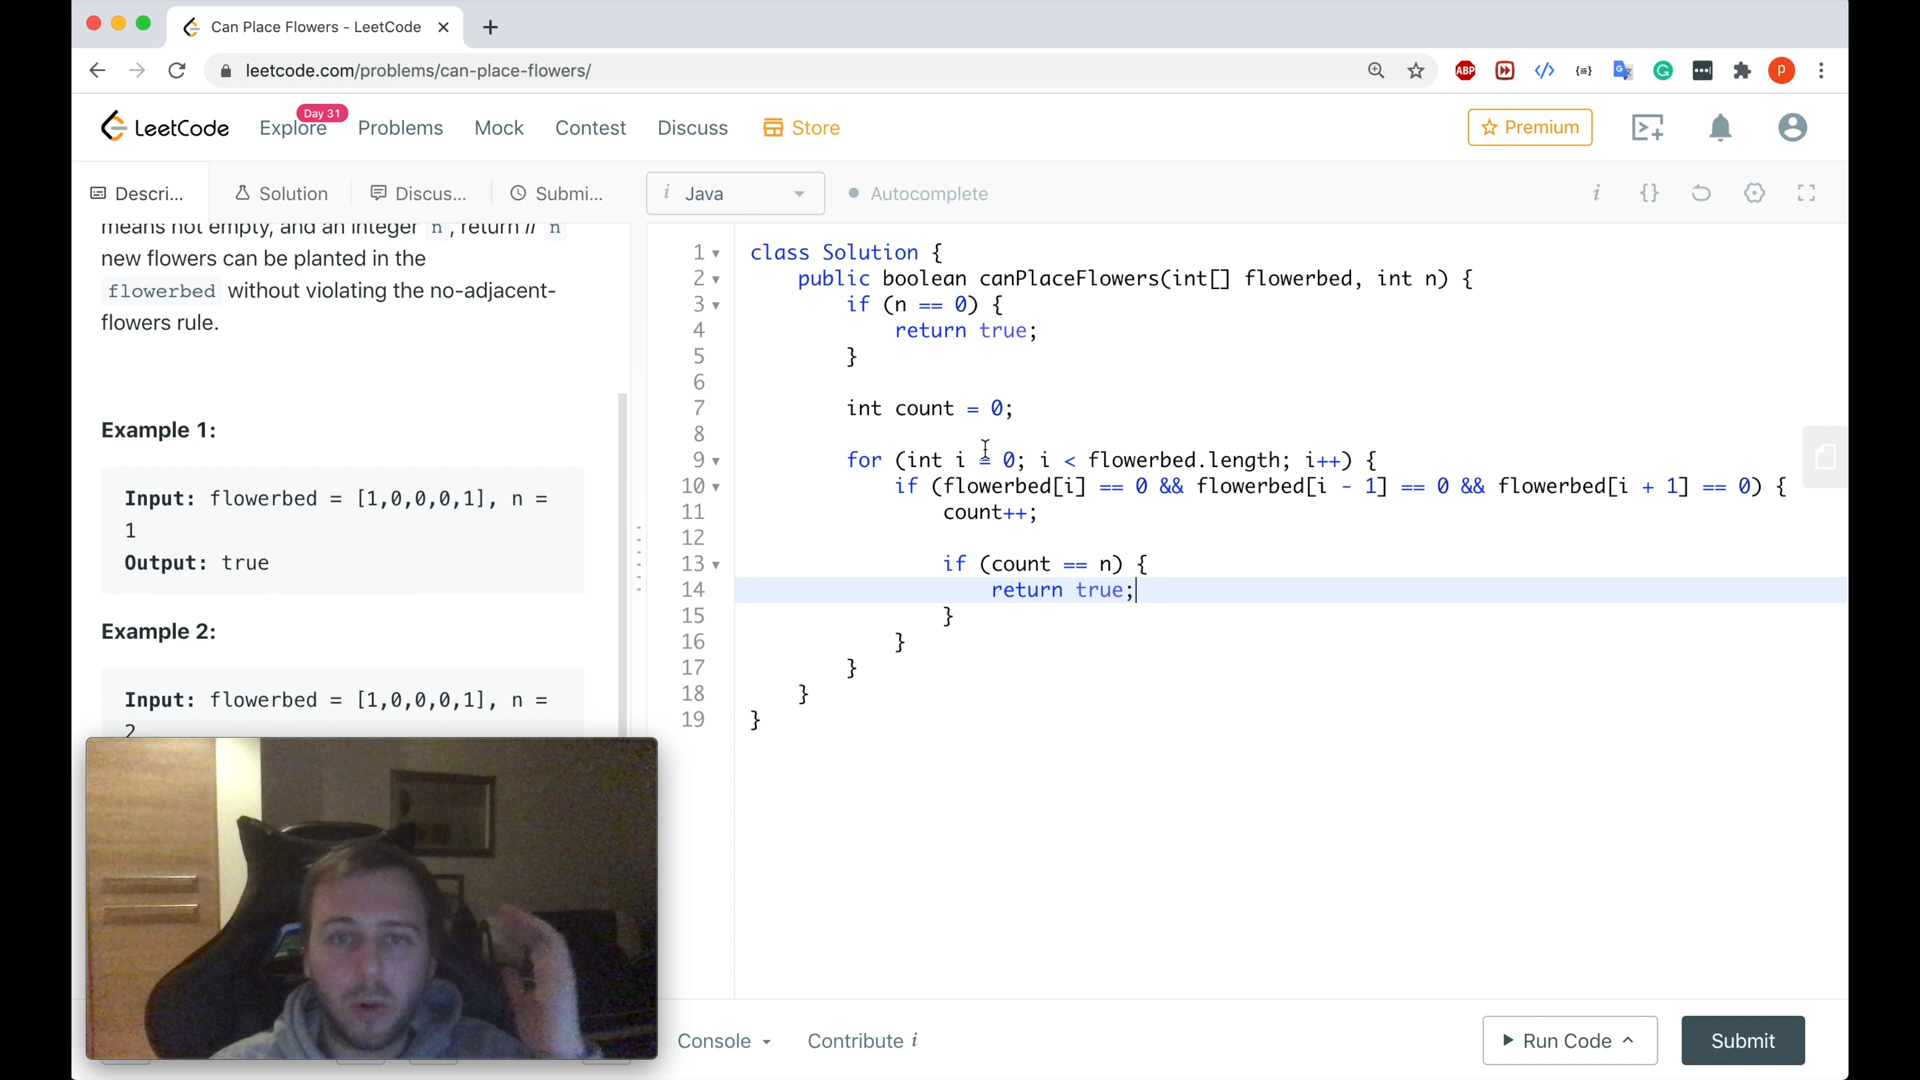 Can Place Flowers - LeetCode
leetcode.com/problems/can-place-flowers/
ABP
P
LeetCode
Explore
Day 31
Problems
Mock
Contest
Discuss
Store
Premium
Descri...
Solution
Discus...
Submi...
i Java
Autocomplete
i {}
means not empty, and an integer n, return if n
new flowers can be planted in the
flowerbed without violating the no-adjacent-
flowers rule.
Example 1:
Input: flowerbed = [1,0,0,0,1], n =
1
Output: true
Example 2:
Input: flowerbed = [1,0,0,0,1], n =
2
1 class Solution {
2 public boolean canPlaceFlowers(int[] flowerbed, int n) {
3 if (n == 0) {
4 return true;
5 }
6
7 int count = 0;
8
9 for (int i = 0; i < flowerbed.length; i++) {
10 if (flowerbed[i] == 0 && flowerbed[i - 1] == 0 && flowerbed[i + 1] == 0) {
11 count++;
12
13 if (count == n) {
14 return true;
15 }
16 }
17 }
18 }
19 }
Console
Contribute i
Run Code
Submit